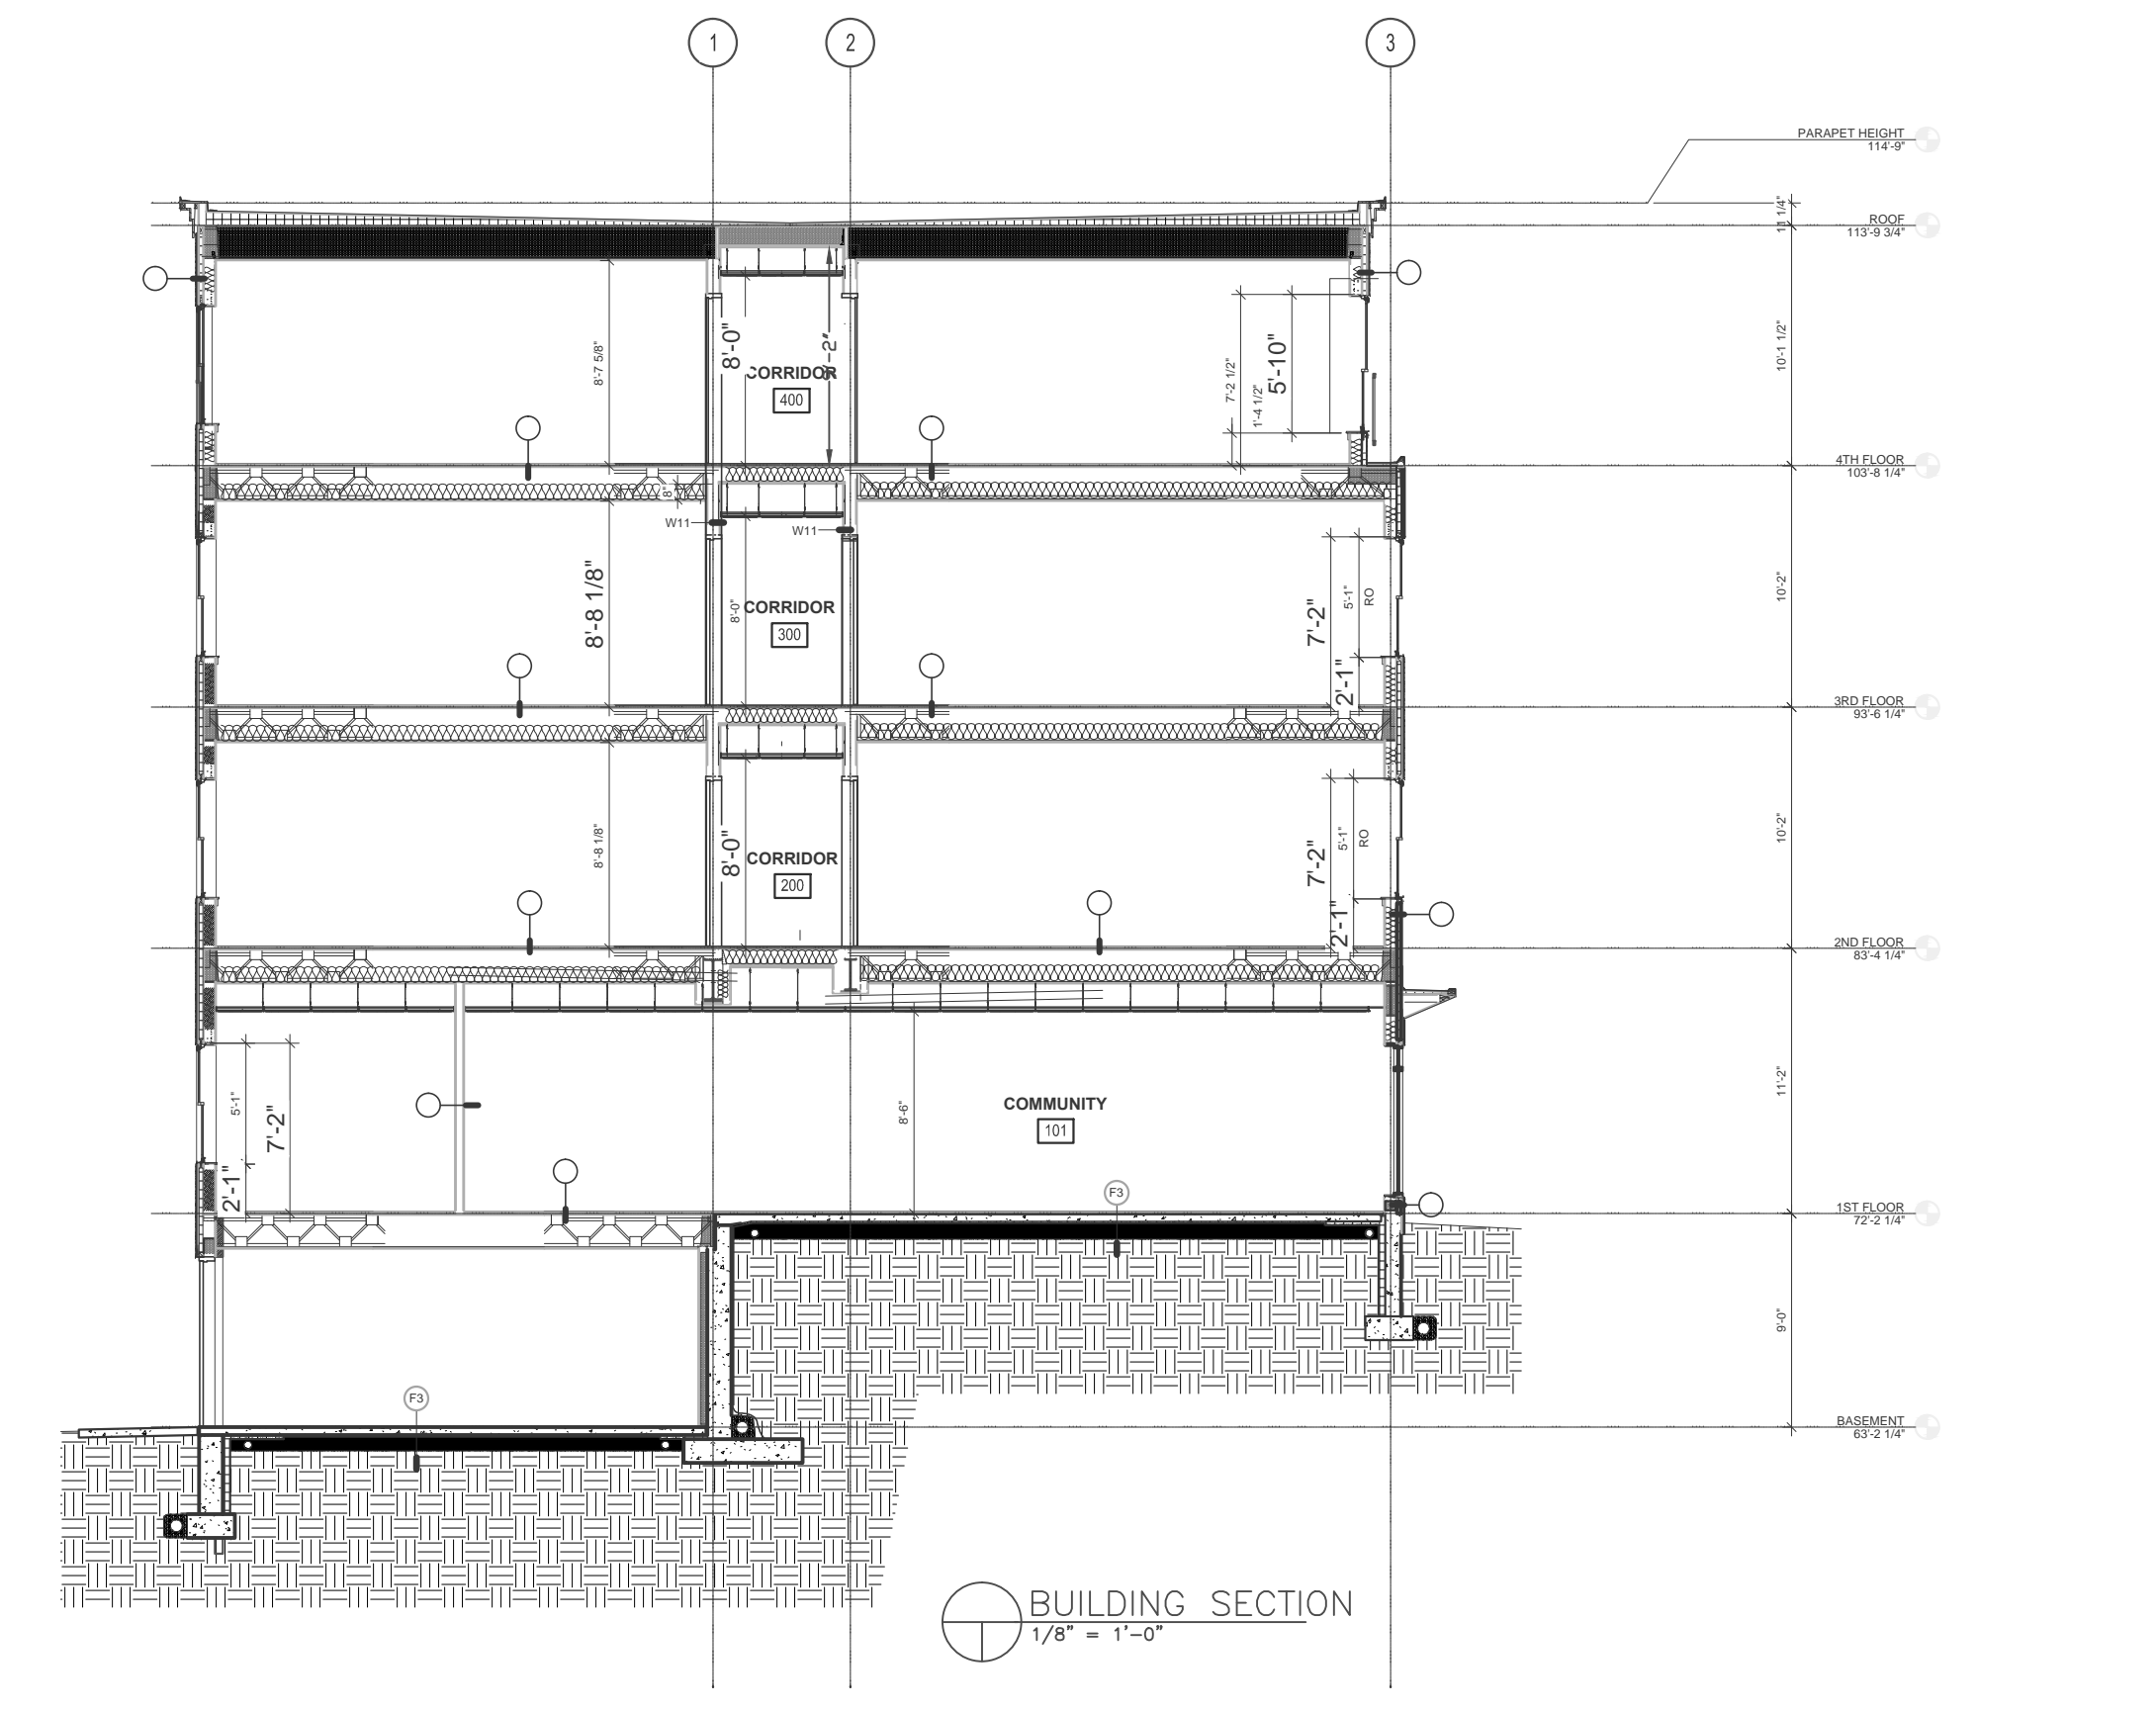 1
2
3
PARAPET HEIGHT
114'-9"
11 1/4"
ROOF
113'-9 3/4"
8'-7 5/8"
8'-0"
CORRIDOR
400
7'-2 1/2"
1'-4 1/2"
5'-10"
10'-1 1/2"
4TH FLOOR
103'-8 1/4"
8"
W11
W11
8'-8 1/8"
8'-0"
CORRIDOR
300
7'-2"
5'-1"
RO
2'-1"
10'-2"
3RD FLOOR
93'-6 1/4"
8'-8 1/8"
8'-0"
CORRIDOR
200
7'-2"
5'-1"
RO
2'-1"
10'-2"
2ND FLOOR
83'-4 1/4"
5'-1"
7'-2"
2'-1"
8'-6"
COMMUNITY
101
11'-2"
F3
1ST FLOOR
72'-2 1/4"
9'-0"
F3
BASEMENT
63'-2 1/4"
BUILDING SECTION
1/8" = 1'-0"